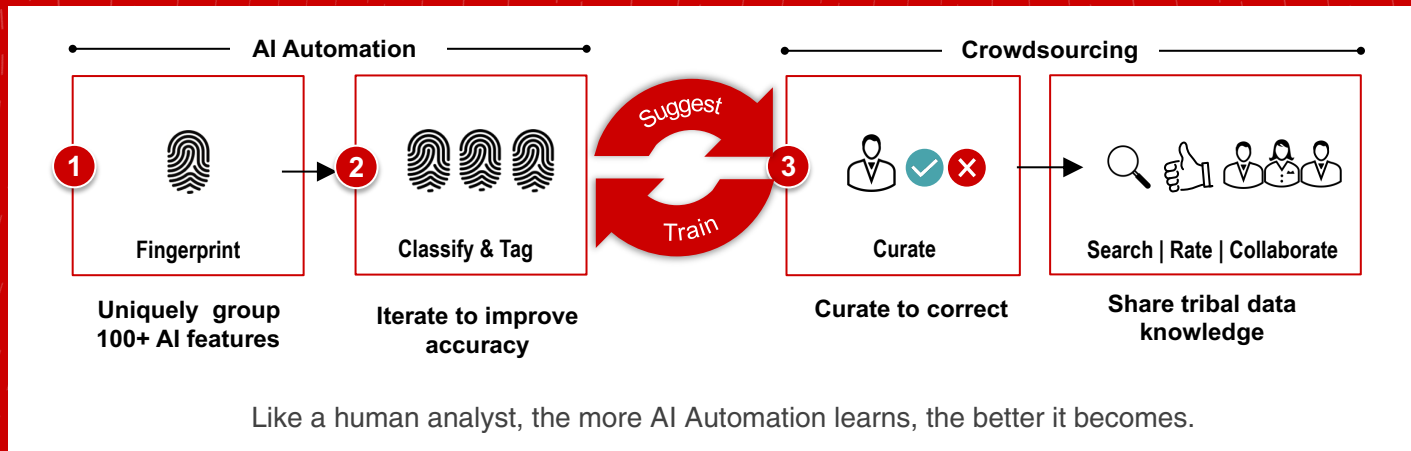 AI Automation
Crowdsourcing
1
2
Suggest
Train
3
Fingerprint
Classify & Tag
Curate
Search | Rate | Collaborate
Uniquely group
100+ AI features
Iterate to improve
accuracy
Curate to correct
Share tribal data
knowledge
Like a human analyst, the more AI Automation learns, the better it becomes.